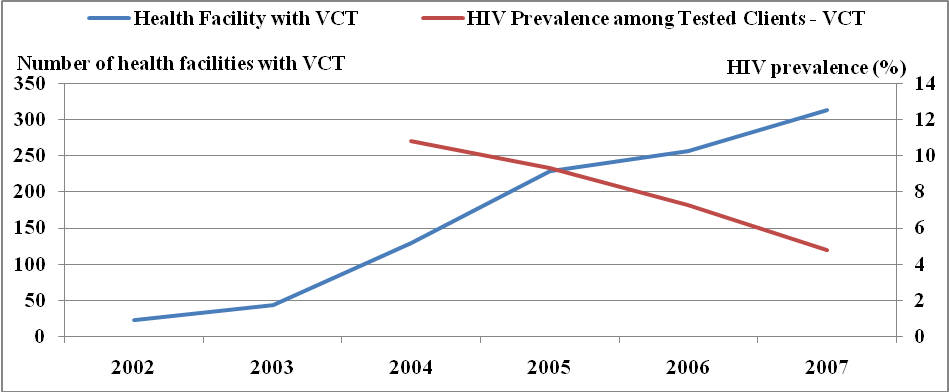 Health Facility with VCT HIV Prevalence among Tested Clients - VCT
Number of health facilities with VCT HIV prevalence (%)
350 14
300 12
250 10
200 8
150 6
100 4
50 2
0 0
2002 2003 2004 2005 2006 2007